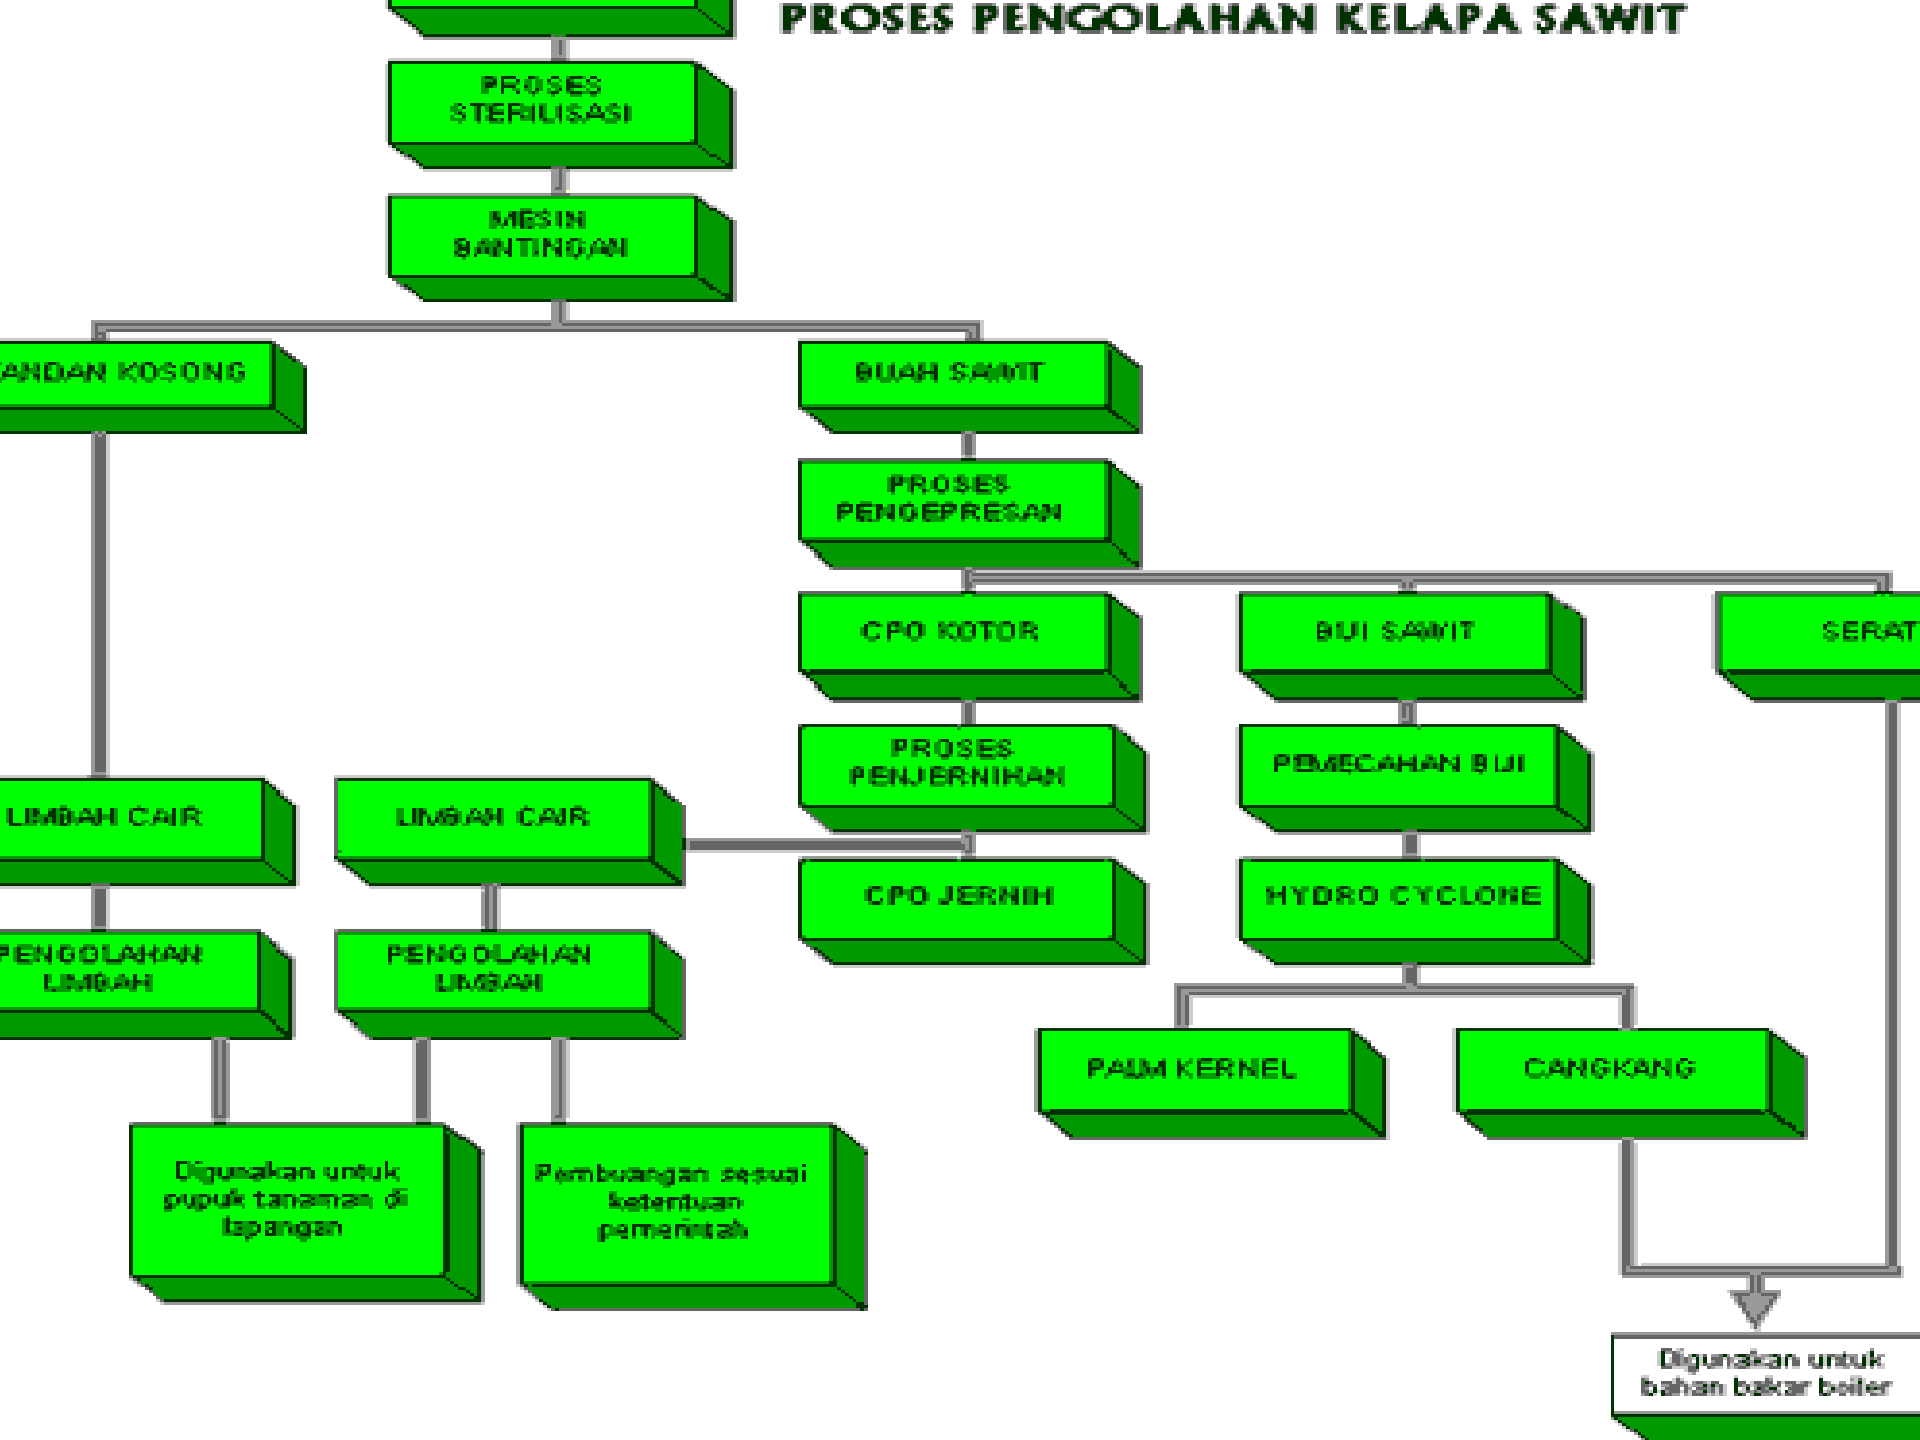 PROSES PENGOLAHAN KELAPA SAWIT
PROSES
STERILISASI
MESIN
BANTINGAN
TANDAN KOSONG
BUAH SAWIT
PROSES
PENGEPRESAN
CPO KOTOR
BIJI SAWIT
SERAT
PROSES
PENJERNIHAN
PEMECAHAN BIJI
LIMBAH CAIR
LIMBAH CAIR
CPO JERNIH
HYDRO CYCLONE
PENGOLAHAN
LIMBAH
PENGOLAHAN
LIMBAH
PALM KERNEL
CANGKANG
Digunakan untuk
pupuk tanaman di
lapangan
Pembuangan sesuai
ketentuan
pemerintah
Digunakan untuk
bahan bakar boiler